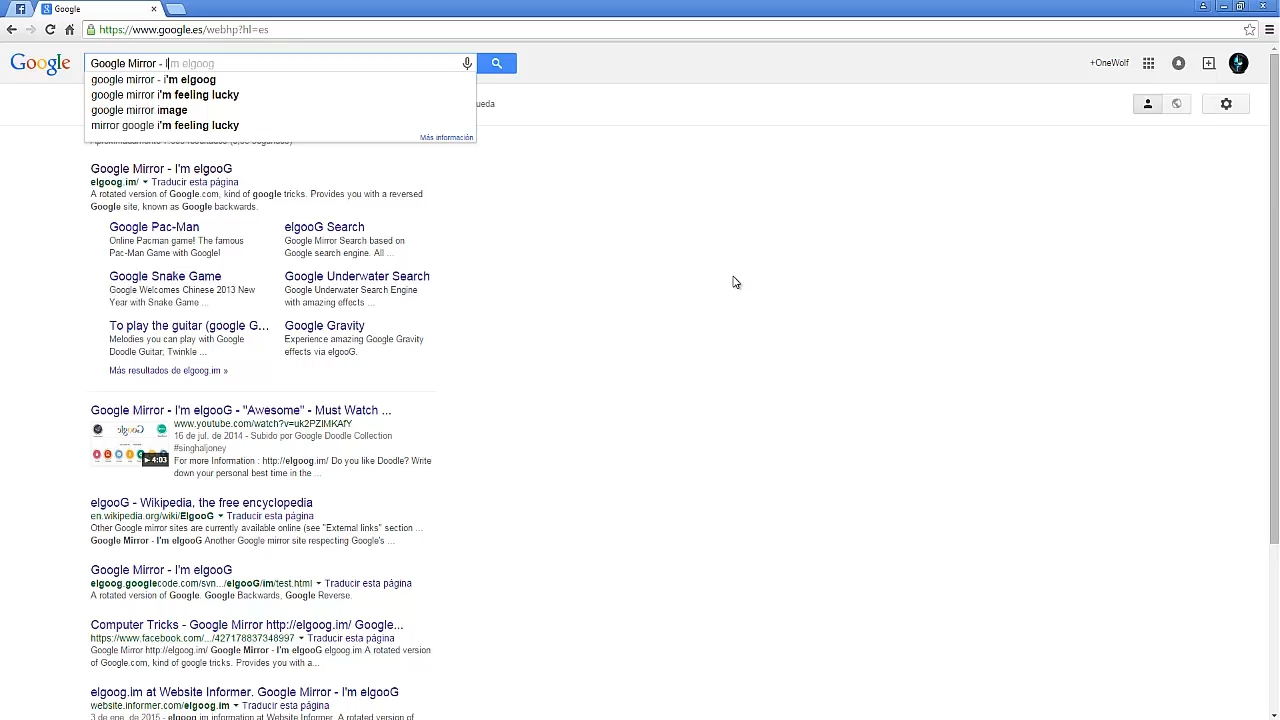 Google
https://www.google.es/webhp?hl=es
Google
Google Mirror - I'm elgoog
+OneWolf
google mirror - i'm elgoog
google mirror i'm feeling lucky
google mirror image
mirror google i'm feeling lucky
Más información
ueda
Google Mirror - I'm elgooG
elgoog.im/ Traducir esta página
A rotated version of Google.com, kind of google tricks. Provides you with a reversed
Google site, known as Google backwards.
Google Pac-Man
Online Pacman game! The famous
Pac-Man Game with Google!
elgooG Search
Google Mirror Search based on
Google search engine. All ...
Google Snake Game
Google Welcomes Chinese 2013 New
Year with Snake Game ...
Google Underwater Search
Google Underwater Search Engine
with amazing effects ...
To play the guitar (google G...
Melodies you can play with Google
Doodle Guitar; Twinkle ...
Google Gravity
Experience amazing Google Gravity
effects via elgooG.
Más resultados de elgoog.im »
Google Mirror - I'm elgooG - "Awesome" - Must Watch ...
www.youtube.com/watch?v=uk2PZIMKAfY
16 de jul. de 2014 - Subido por Google Doodle Collection
#singhaljoney
For more Information : http://elgoog.im/ Do you like Doodle? Write
down your personal best time in the ...
4:03
elgooG - Wikipedia, the free encyclopedia
en.wikipedia.org/wiki/ElgooG Traducir esta página
Other Google mirror sites are currently available online (see "External links" section ...
Google Mirror - I'm elgooG Another Google mirror site respecting Google's ...
Google Mirror - I'm elgooG
elgoog.googlecode.com/svn.../elgooG/im/test.html Traducir esta página
A rotated version of Google. Google Backwards, Google Reverse.
Computer Tricks - Google Mirror http://elgoog.im/ Google...
https://www.facebook.com/.../427178837348997 Traducir esta página
Google Mirror http://elgoog.im/ Google Mirror - I'm elgooG elgoog.im A rotated version
of Google.com, kind of google tricks. Provides you with a...
elgoog.im at Website Informer. Google Mirror - I'm elgooG
website.informer.com/elgoog.im Traducir esta página
3 de ene. de 2015 - elgoog.im information at Website Informer. A rotated version of